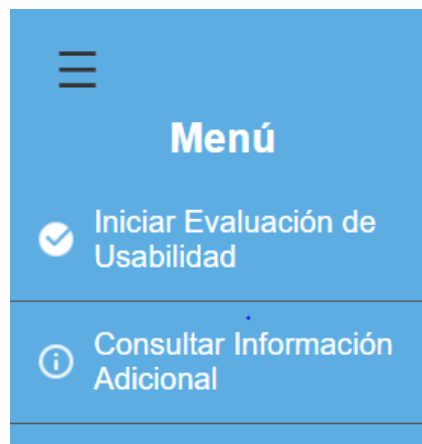 Menú
Iniciar Evaluación de
Usabilidad
Consultar Información
Adicional